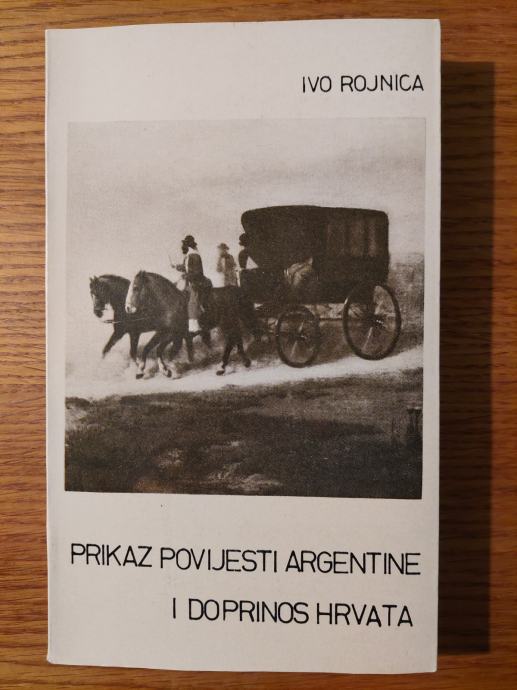 IVO ROJNICA
PRIKAZ POVIJESTI ARGENTINE
I DOPRINOS HRVATA